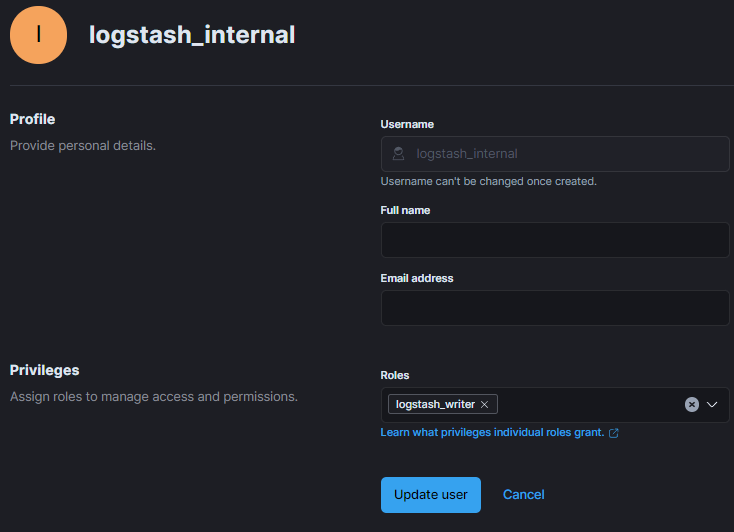 l
logstash_internal
Profile
Provide personal details.
Username
logstash_internal
Username can't be changed once created.
Full name
Email address
Privileges
Assign roles to manage access and permissions.
Roles
logstash_writer
Learn what privileges individual roles grant.
Update user
Cancel